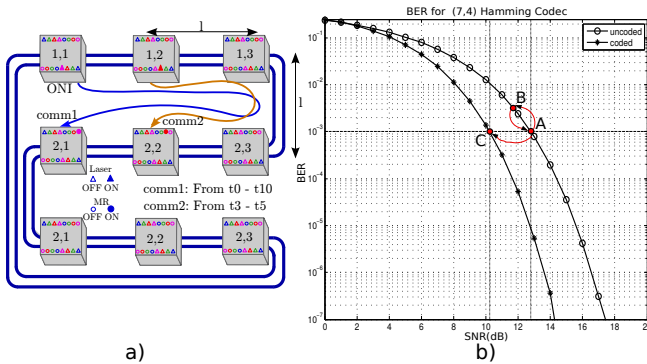 l
1,1
1,2
1,3
ONI
l
comm1
comm2
2,1
2,2
2,3
Laser
OFF ON
MR
OFF ON
comm1: From t0 - t10
comm2: From t3 - t5
2,1
2,2
2,3
a)
BER for (7,4) Hamming Codec
uncoded
coded
B
A
C
BER
10^-1
10^-2
10^-3
10^-4
10^-5
10^-6
10^-7
0 2 4 6 8 10 12 14 16 18 20
SNR(dB)
b)